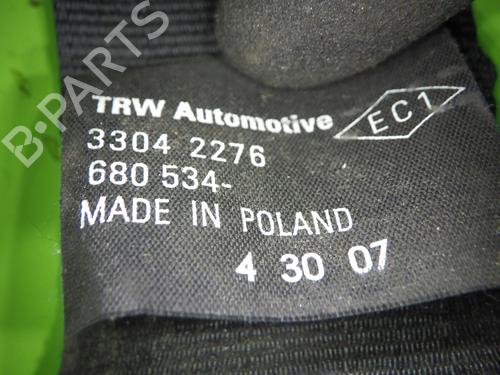 TRW Automotive
EC1
3304 2276
680 534-
MADE IN POLAND
4 30 07
B-PARTS